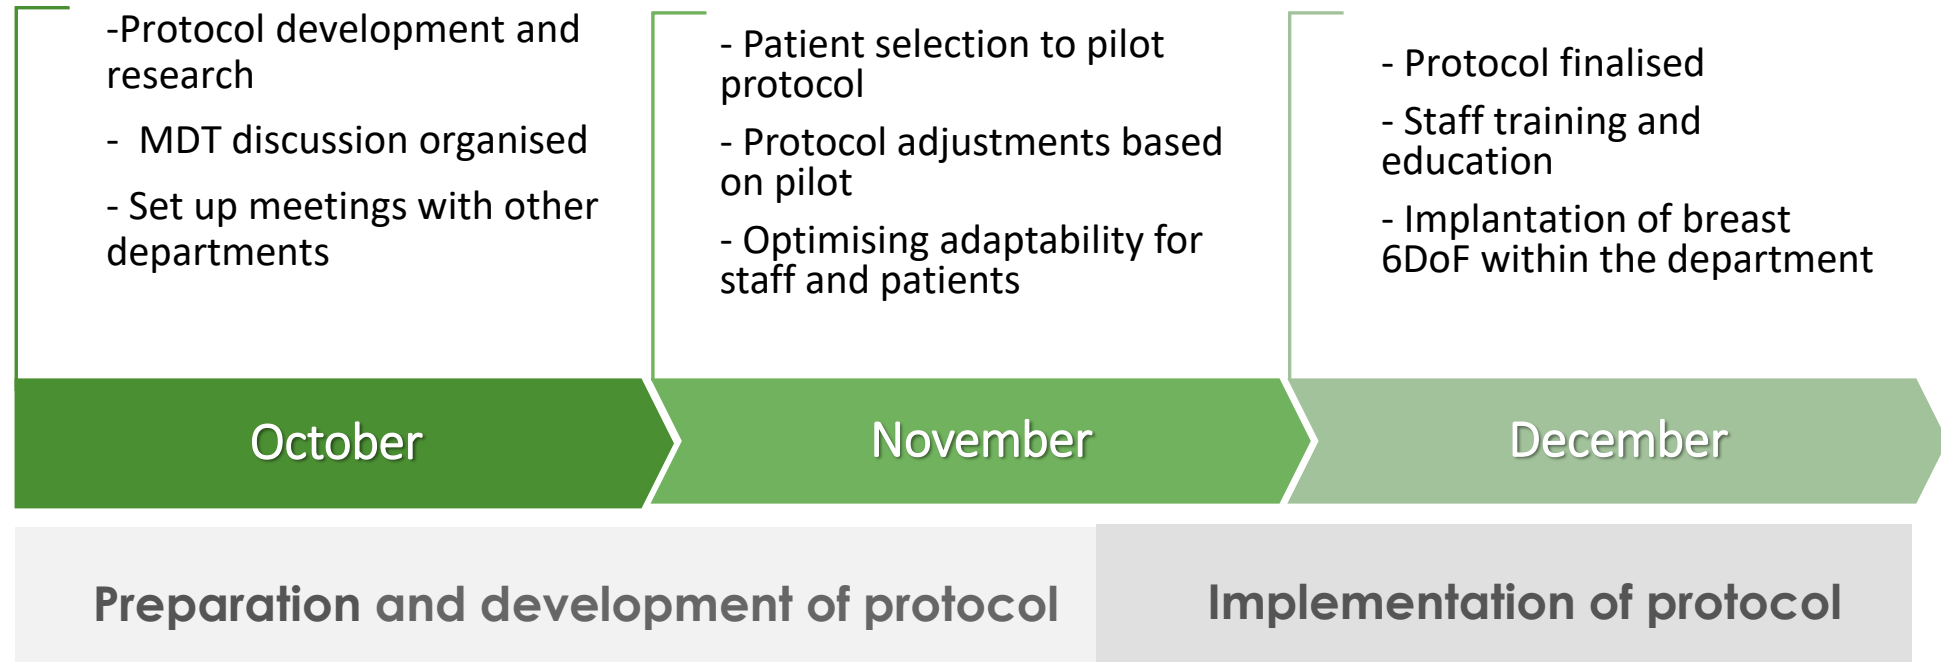 -Protocol development and
research
-  MDT discussion organised
- Set up meetings with other
departments
- Patient selection to pilot
protocol
- Protocol adjustments based
on pilot
- Optimising adaptability for
staff and patients
- Protocol finalised
- Staff training and
education
- Implantation of breast
6DoF within the department
October
November
December
Preparation and development of protocol
Implementation of protocol